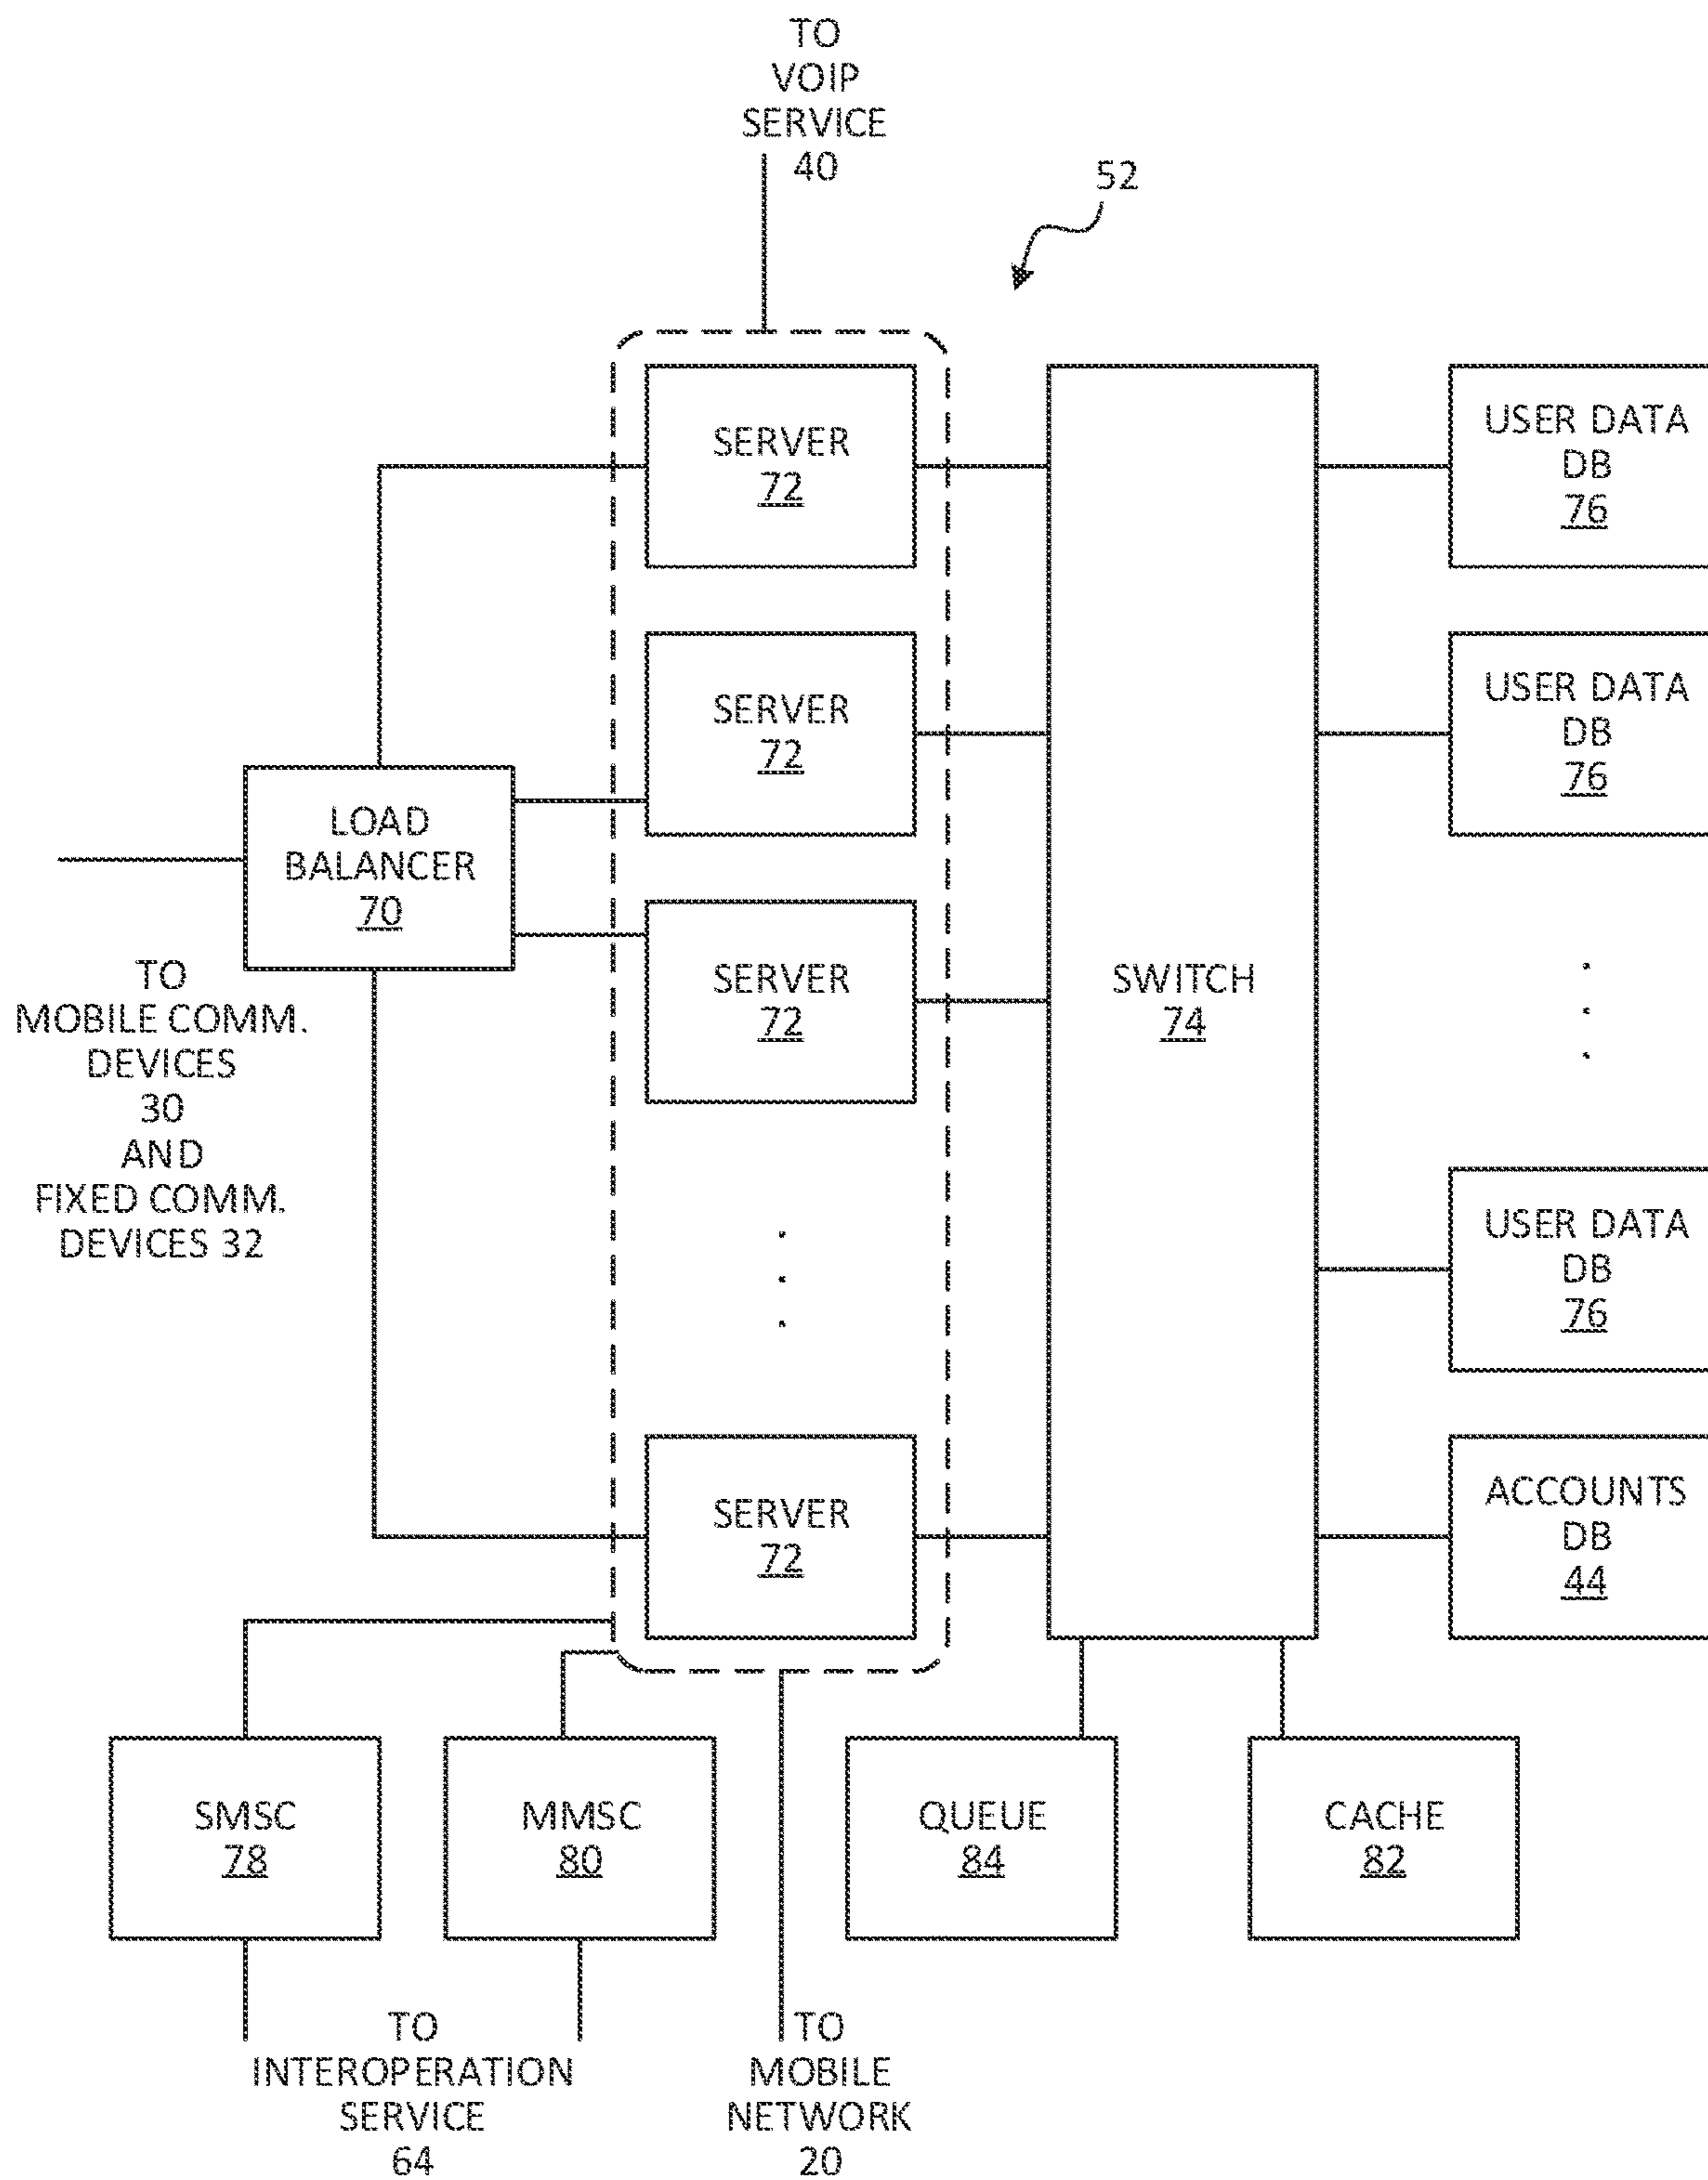 TO
VOIP
SERVICE
40
52
SERVER
72
USER DATA
DB
76
SERVER
72
USER DATA
DB
76
LOAD
BALANCER
70
SERVER
72
SWITCH
74
TO
MOBILE COMM.
DEVICES
30
AND
FIXED COMM.
DEVICES 32
USER DATA
DB
76
SERVER
72
ACCOUNTS
DB
44
SMSC
78
MMSC
80
QUEUE
84
CACHE
82
TO
INTEROPERATION
SERVICE
64
TO
MOBILE
NETWORK
20